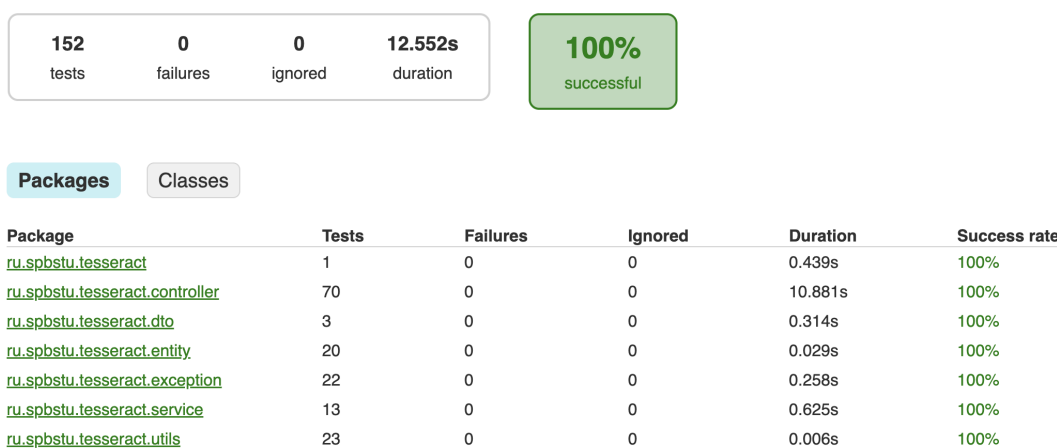 152 0 0 12.552s 100%
tests failures ignored duration successful
Packages Classes
Package Tests Failures Ignored Duration Success rate
ru.spbstu.tesseract 1 0 0 0.439s 100%
ru.spbstu.tesseract.controller 70 0 0 10.881s 100%
ru.spbstu.tesseract.dto 3 0 0 0.314s 100%
ru.spbstu.tesseract.entity 20 0 0 0.029s 100%
ru.spbstu.tesseract.exception 22 0 0 0.258s 100%
ru.spbstu.tesseract.service 13 0 0 0.625s 100%
ru.spbstu.tesseract.utils 23 0 0 0.006s 100%